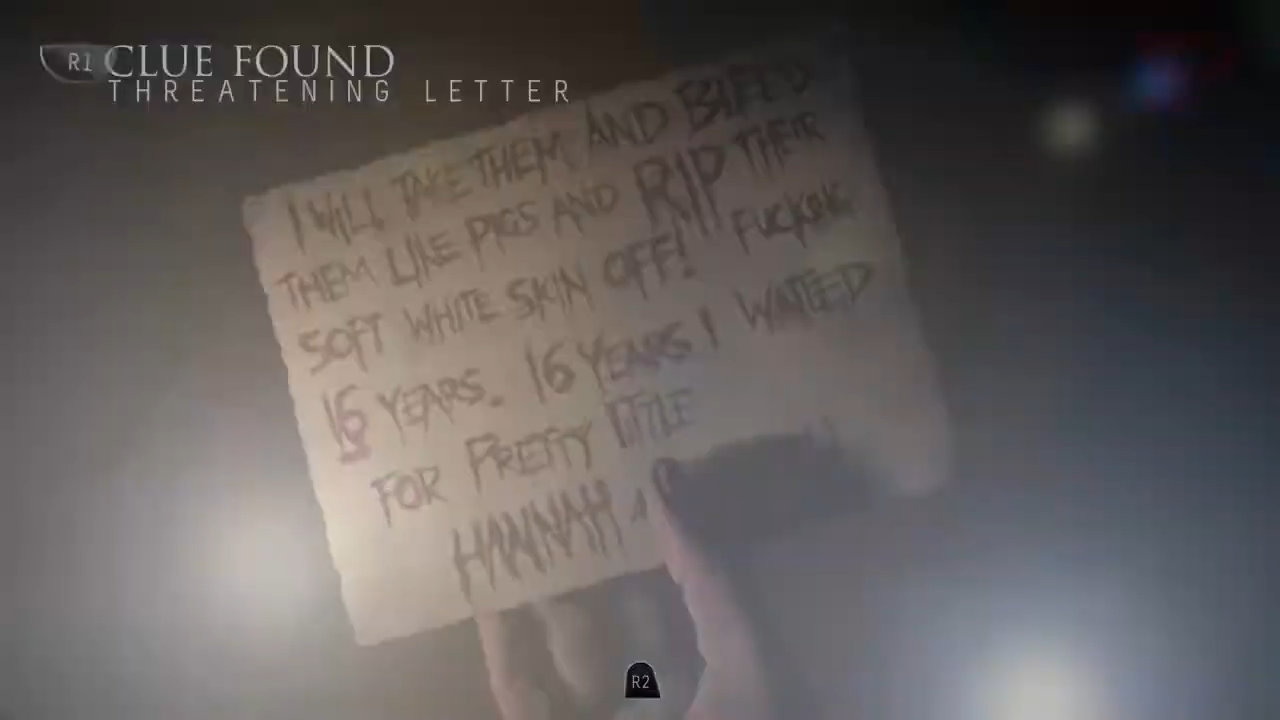 R1 CLUE FOUND
THREATENING LETTER
I WILL TAKE THEM AND BLEED
THEM LIKE PIGS AND RIP THEIR
SOFT WHITE SKIN OFF! FUCKING
16 YEARS. 16 YEARS I WAITED
FOR PRETTY LITTLE
HANNAH
R2